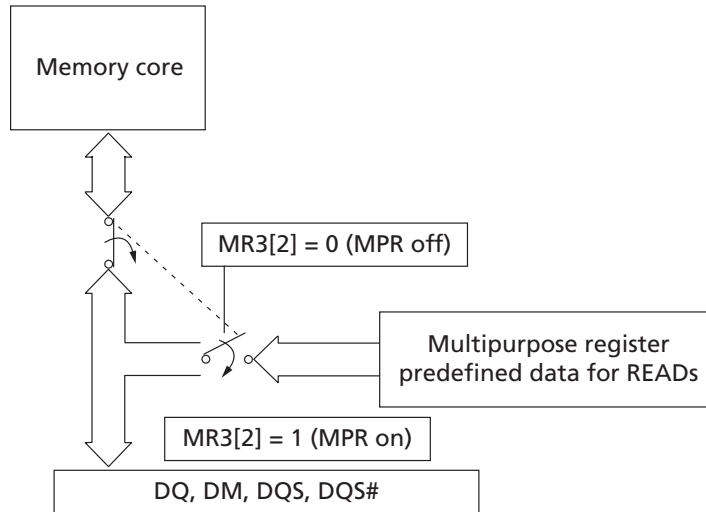 Memory core
MR3[2] = 0 (MPR off)
Multipurpose register
predefined data for READs
MR3[2] = 1 (MPR on)
DQ, DM, DQS, DQS#